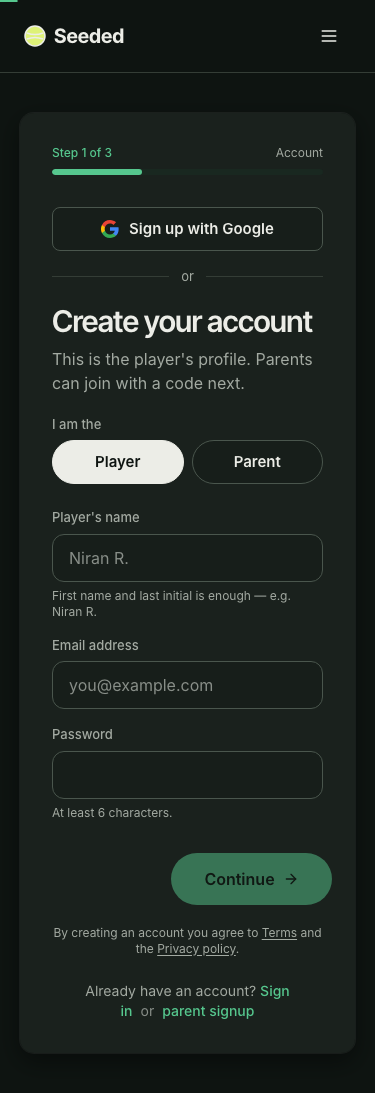 Seeded
Step 1 of 3
Account
Sign up with Google
or
Create your account
This is the player's profile. Parents
can join with a code next.
I am the
Player
Parent
Player's name
Niran R.
First name and last initial is enough — e.g.
Niran R.
Email address
you@example.com
Password
At least 6 characters.
Continue →
By creating an account you agree to Terms and
the Privacy policy.
Already have an account? Sign
in or parent signup